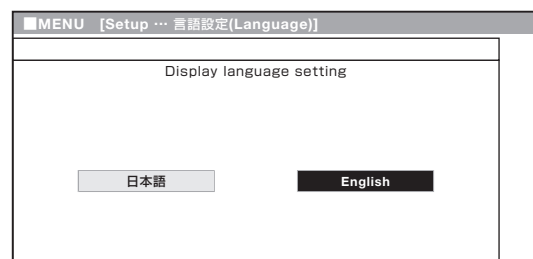 ■MENU [Setup … 言語設定(Language)]
Display language setting
日本語 English